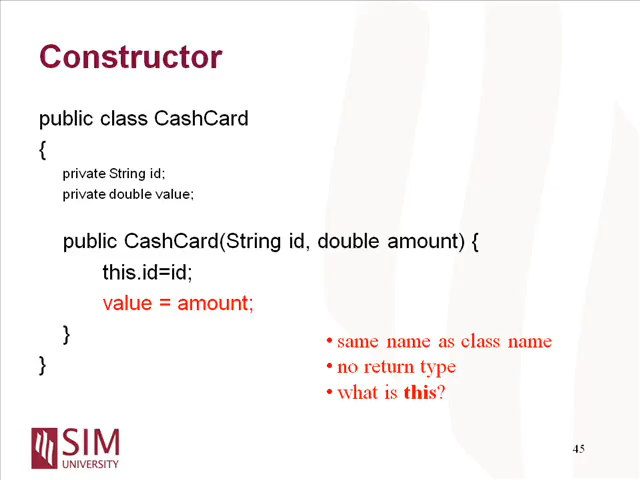 Constructor
public class CashCard
{
private String id;
private double value;
public CashCard(String id, double amount) {
this.id=id;
value = amount;
}
}
• same name as class name
• no return type
• what is this?
SIM
UNIVERSITY
45